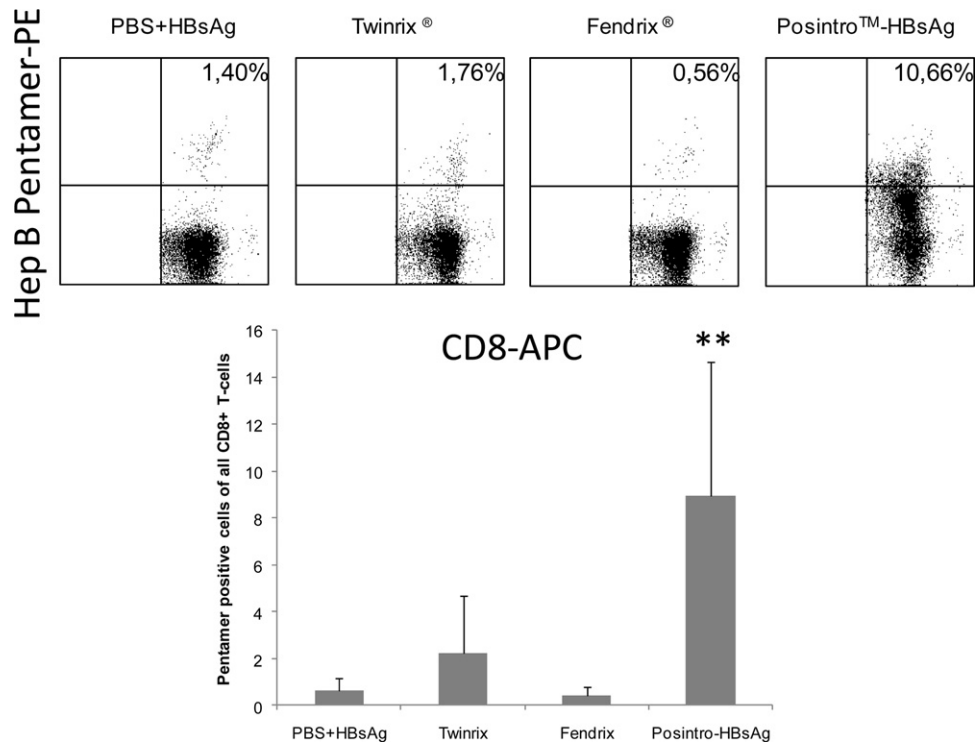 PBS+HBsAg Twinrix ® Fendrix ® Posintro™-HBsAg
Hep B Pentamer-PE
1,40% 1,76% 0,56% 10,66%
CD8-APC
**
Pentamer positive cells of all CD8+ T-cells
16
14
12
10
8
6
4
2
0
PBS+HBsAg Twinrix Fendrix Posintro-HBsAg